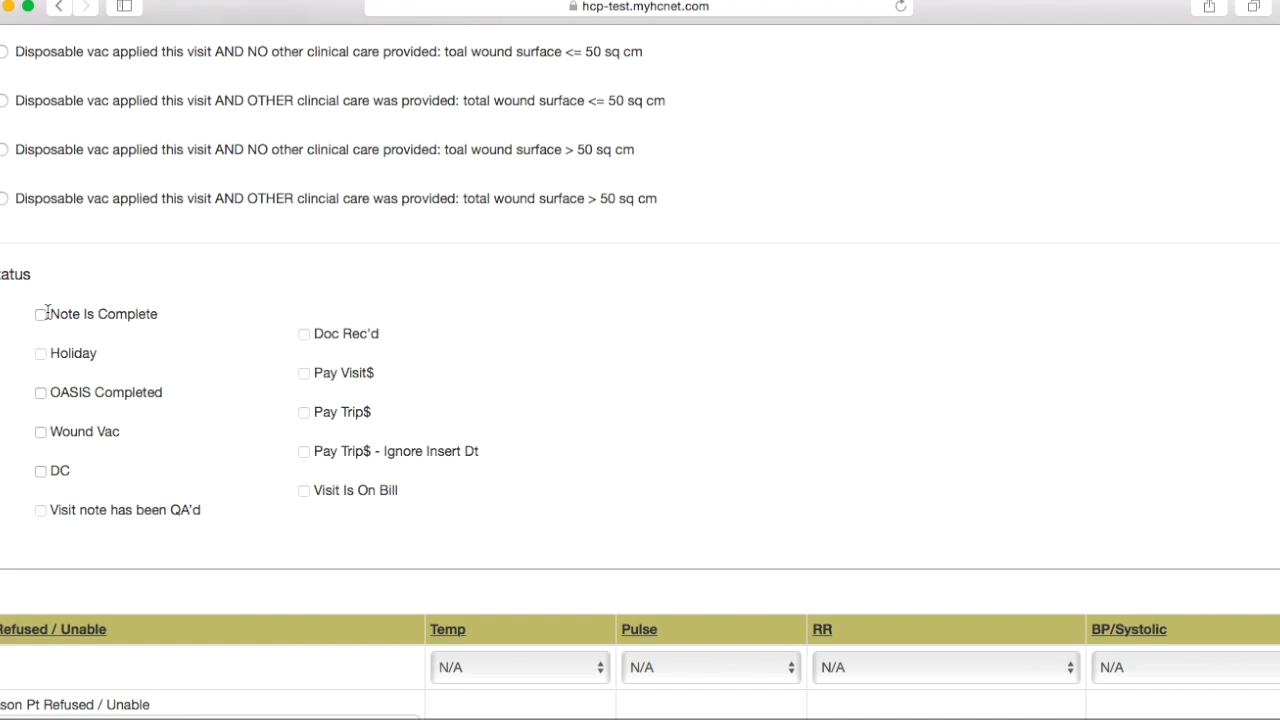 hcp-test.myhcnet.com
Disposable vac applied this visit AND NO other clinical care provided: toal wound surface <= 50 sq cm
Disposable vac applied this visit AND OTHER clincial care was provided: total wound surface <= 50 sq cm
Disposable vac applied this visit AND NO other clinical care provided: toal wound surface > 50 sq cm
Disposable vac applied this visit AND OTHER clincial care was provided: total wound surface > 50 sq cm
tatus
Note Is Complete
Holiday
OASIS Completed
Wound Vac
DC
Visit note has been QA'd
Doc Rec'd
Pay Visit$
Pay Trip$
Pay Trip$ - Ignore Insert Dt
Visit Is On Bill
Refused / Unable Temp Pulse RR BP/Systolic
N/A N/A N/A N/A
son Pt Refused / Unable